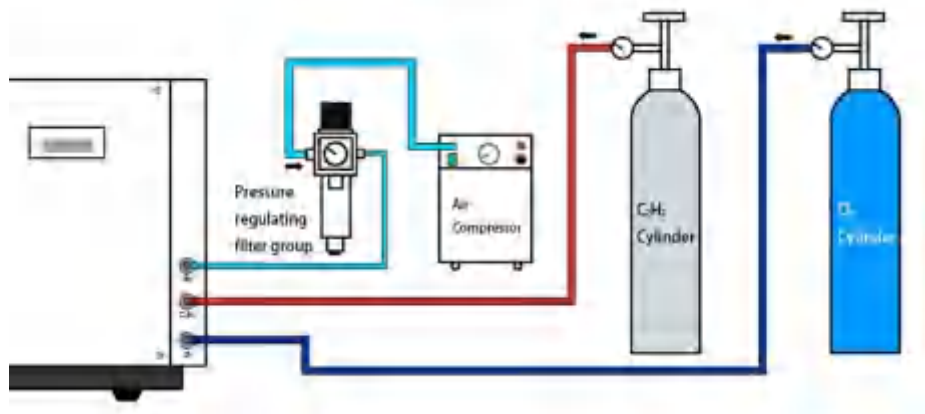 Pressure
regulating
filter group
Air
Compressor
C₂H₂
Cylinder
Cylinder